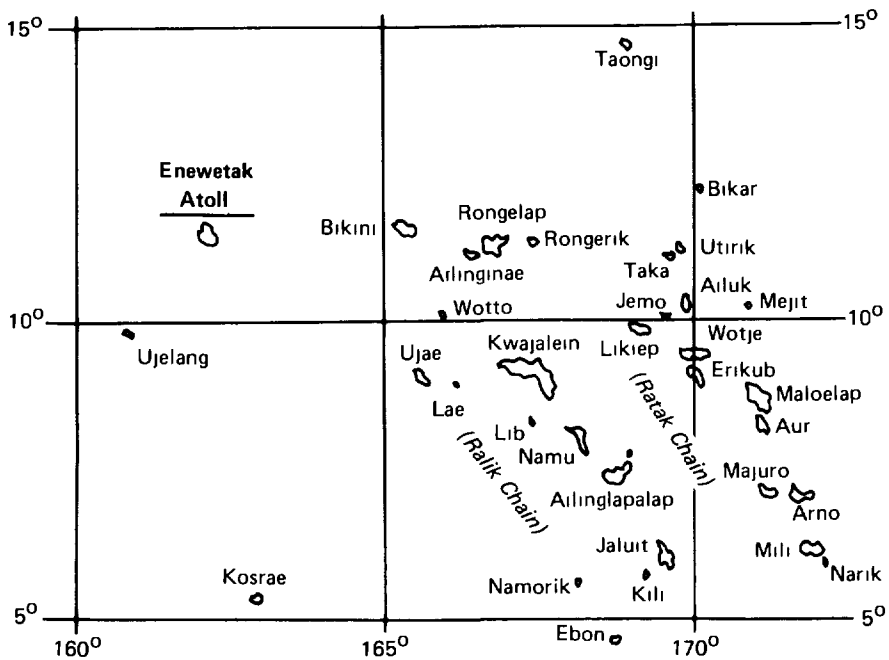 15°
15°
Taongi
Enewetak
Atoll
Bikar
Bikini
Rongelap
Rongerik
Utirik
Ailinginae
Taka
Ailuk
Wotto
Jemo
Mejit
10°
10°
Ujelang
Kwajalein
Likiep
Wotje
Ujae
Erikub
Lae
Maloelap
Lib
Aur
Namu
(Ralik Chain)
(Ratak Chain)
Majuro
Ailinglapalap
Arno
Jaluit
Mili
Kosrae
Namorik
Kili
Narik
5°
5°
Ebon
160°
165°
170°